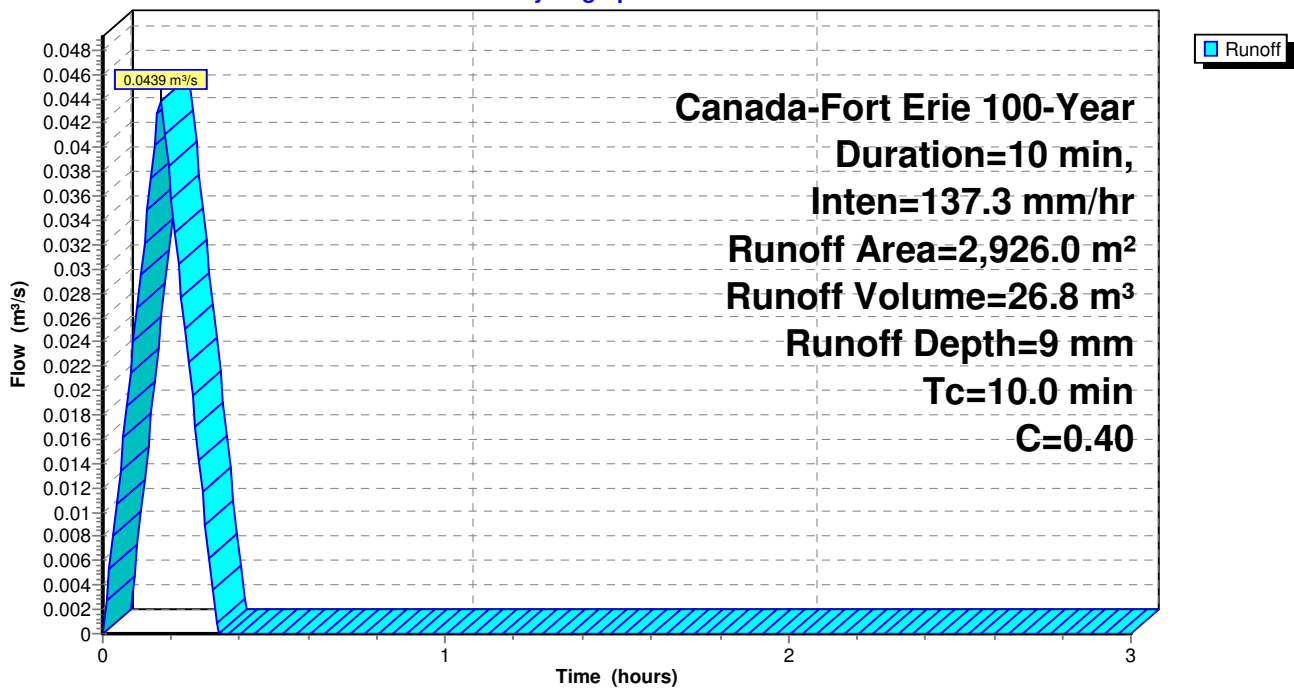 0.048
0.046
0.044
0.042
0.04
0.038
0.036
0.034
0.032
0.03
0.028
0.026
0.024
0.022
0.02
0.018
0.016
0.014
0.012
0.01
0.008
0.006
0.004
0.002
0
Flow (m³/s)
0.0439 m³/s
Runoff
Canada-Fort Erie 100-Year
Duration=10 min,
Inten=137.3 mm/hr
Runoff Area=2,926.0 m²
Runoff Volume=26.8 m³
Runoff Depth=9 mm
Tc=10.0 min
C=0.40
0 1 2 3
Time (hours)